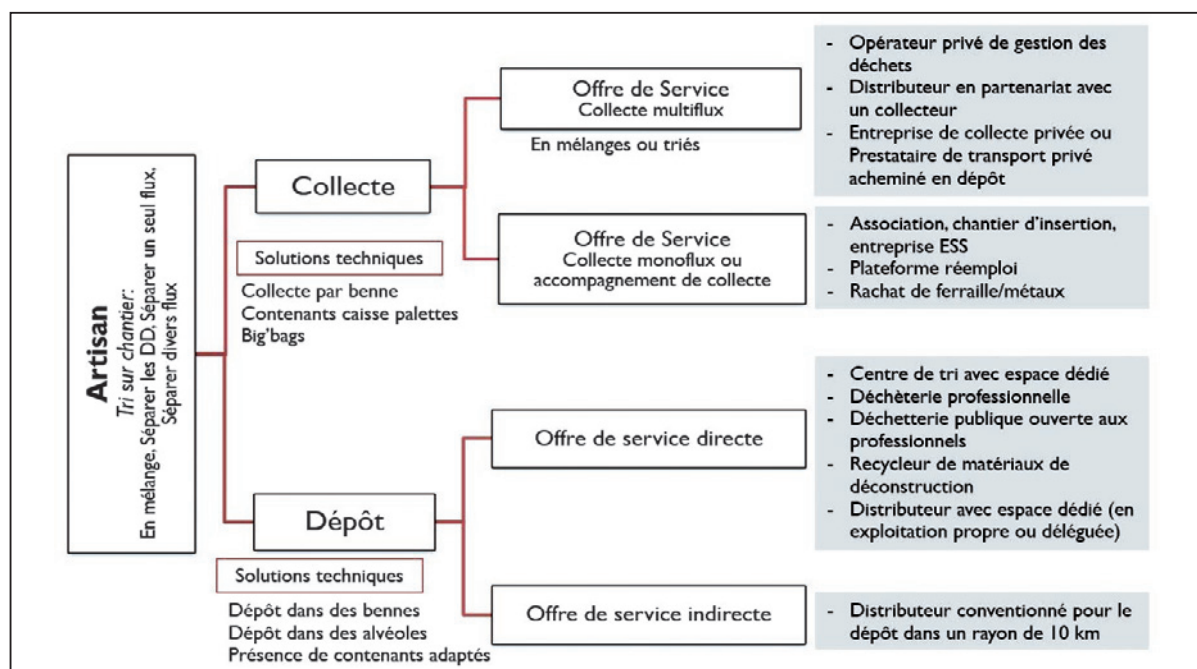 Artisan
Tri sur chantier:
En mélange, Séparer les DD, Séparer un seul flux,
Séparer divers flux
Collecte
Solutions techniques
Collecte par benne
Contenants caisse palettes
Big'bags
Offre de Service
Collecte multiflux
En mélanges ou triés
- Opérateur privé de gestion des
déchets
- Distributeur en partenariat avec
un collecteur
- Entreprise de collecte privée ou
Prestataire de transport privé
acheminé en dépôt
Offre de Service
Collecte monoflux ou
accompagnement de collecte
- Association, chantier d'insertion,
entreprise ESS
- Plateforme réemploi
- Rachat de ferraille/métaux
Dépôt
Solutions techniques
Dépôt dans des bennes
Dépôt dans des alvéoles
Présence de contenants adaptés
Offre de service directe
- Centre de tri avec espace dédié
- Déchèterie professionnelle
- Déchetterie publique ouverte aux
professionnels
- Recycleur de matériaux de
déconstruction
- Distributeur avec espace dédié (en
exploitation propre ou déléguée)
Offre de service indirecte
- Distributeur conventionné pour le
dépôt dans un rayon de 10 km